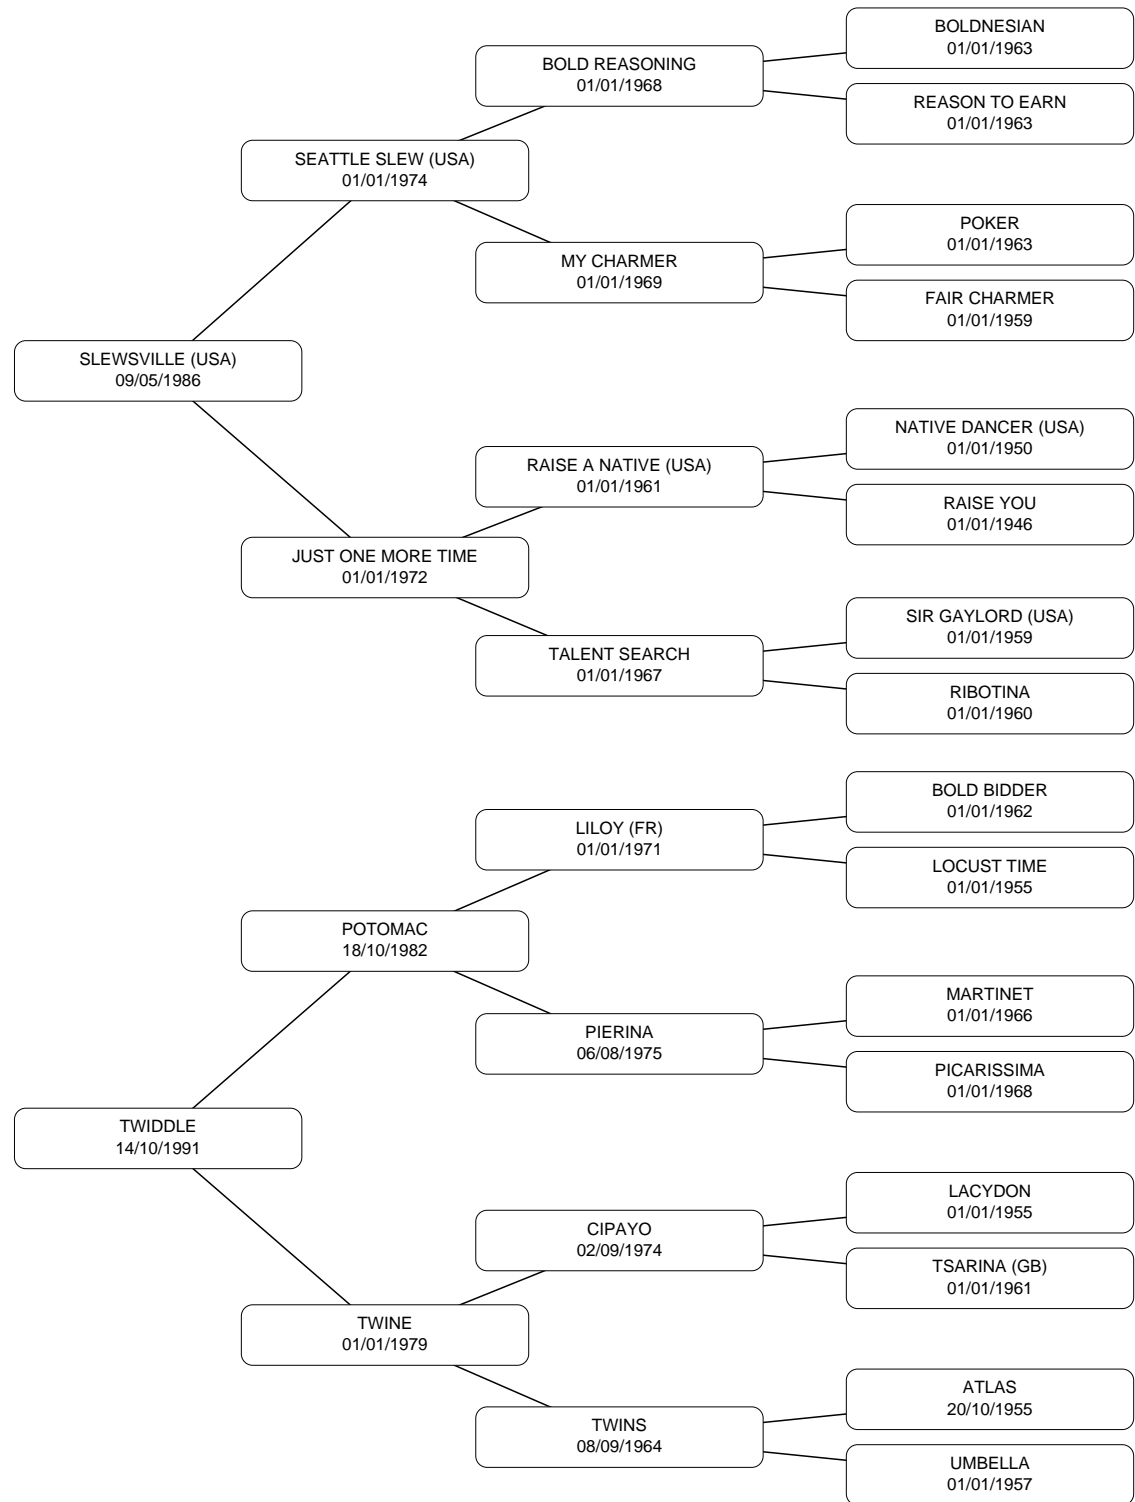 BOLDNESIAN
01/01/1963
BOLD REASONING
01/01/1968
REASON TO EARN
01/01/1963
SEATTLE SLEW (USA)
01/01/1974
POKER
01/01/1963
MY CHARMER
01/01/1969
FAIR CHARMER
01/01/1959
SLEWSVILLE (USA)
09/05/1986
NATIVE DANCER (USA)
01/01/1950
RAISE A NATIVE (USA)
01/01/1961
RAISE YOU
01/01/1946
JUST ONE MORE TIME
01/01/1972
SIR GAYLORD (USA)
01/01/1959
TALENT SEARCH
01/01/1967
RIBOTINA
01/01/1960
BOLD BIDDER
01/01/1962
LILOY (FR)
01/01/1971
LOCUST TIME
01/01/1955
POTOMAC
18/10/1982
MARTINET
01/01/1966
PIERINA
06/08/1975
PICARISSIMA
01/01/1968
TWIDDLE
14/10/1991
LACYDON
01/01/1955
CIPAYO
02/09/1974
TSARINA (GB)
01/01/1961
TWINE
01/01/1979
ATLAS
20/10/1955
TWINS
08/09/1964
UMBELLA
01/01/1957